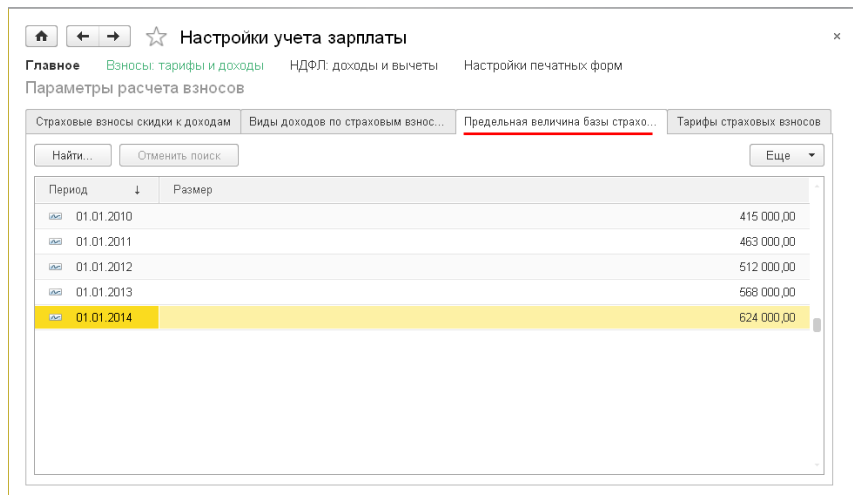 Настройки учета зарплаты
Главное Взносы: тарифы и доходы НДФЛ: доходы и вычеты Настройки печатных форм
Параметры расчета взносов
Страховые взносы скидки к доходам Виды доходов по страховым взнос... Предельная величина базы страхо... Тарифы страховых взносов
Найти... Отменить поиск Еще
Период ↓ Размер
01.01.2010 415 000,00
01.01.2011 463 000,00
01.01.2012 512 000,00
01.01.2013 568 000,00
01.01.2014 624 000,00